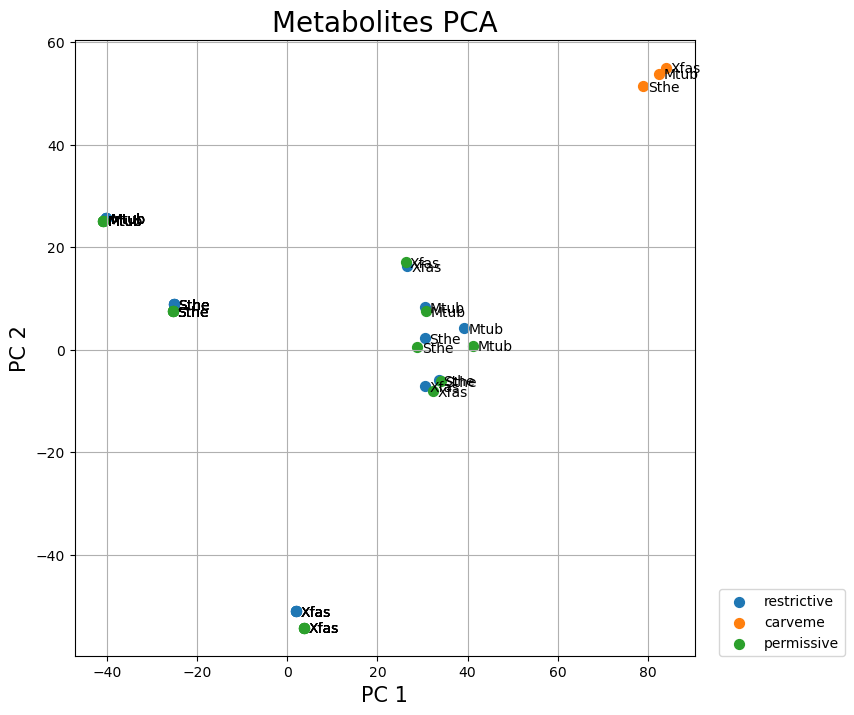 Metabolites PCA
60
40
20
0
−20
−40
PC 2
−40
−20
0
20
40
60
80
PC 1
Xfas
Mtub
Sthe
Mtub
Mtub
Sthe
Sthe
Xfas
Xfas
Mtub
Mtub
Mtub
Sthe
Sthe
Mtub
Sthe
Sthe
Xfas
Xfas
Xfas
Xfas
restrictive
carveme
permissive